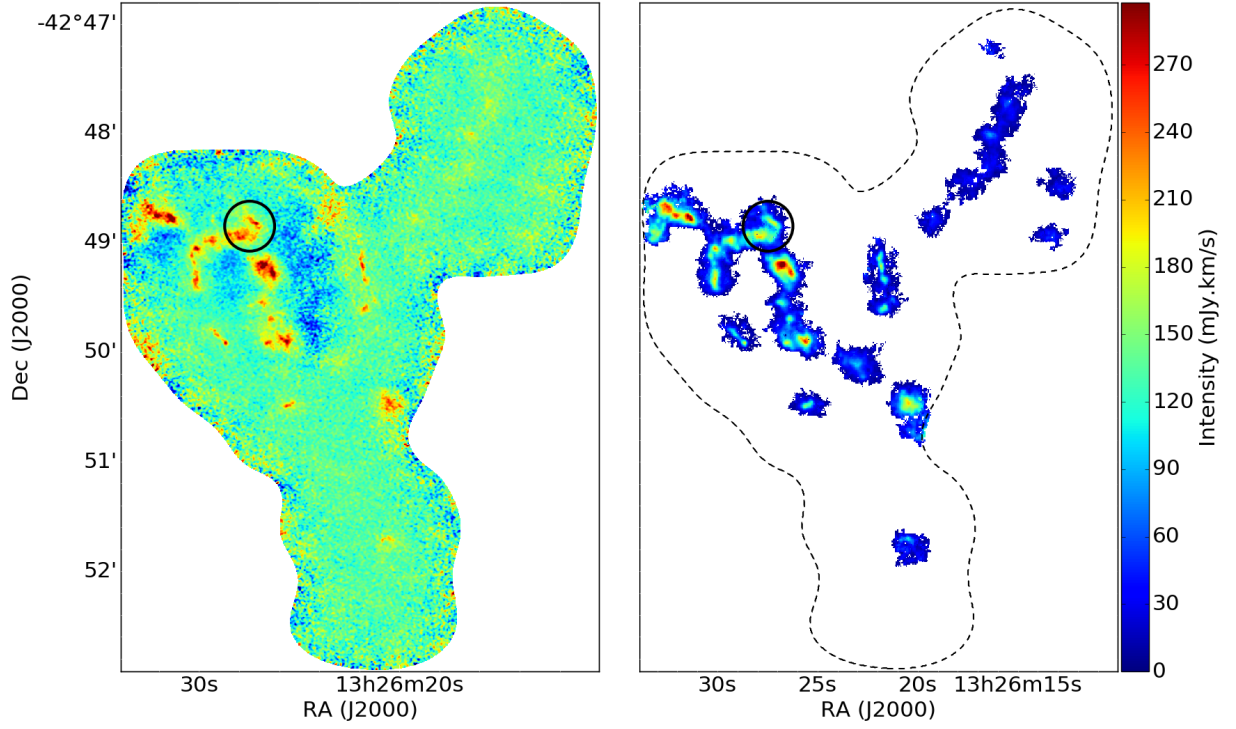 -42°47'
48'
49'
50'
51'
52'
Dec (J2000)
30s
13h26m20s
RA (J2000)
30s
25s
20s
13h26m15s
RA (J2000)
270
240
210
180
150
120
90
60
30
0
Intensity (mJy.km/s)